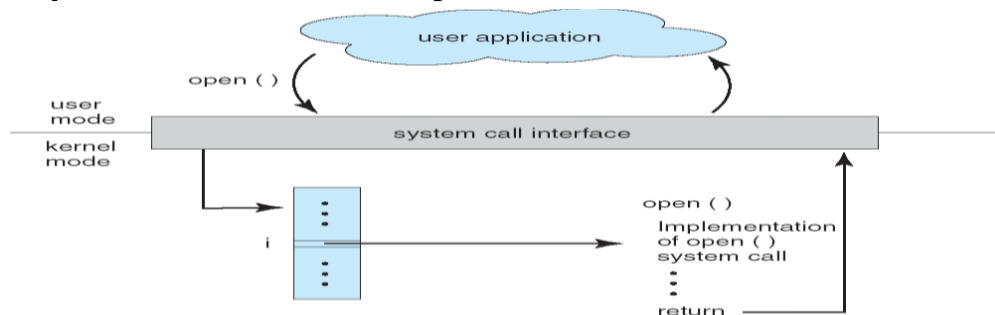 user application
open ( )
user
mode
system call interface
kernel
mode
open ( )
i
Implementation
of open ( )
system call
return